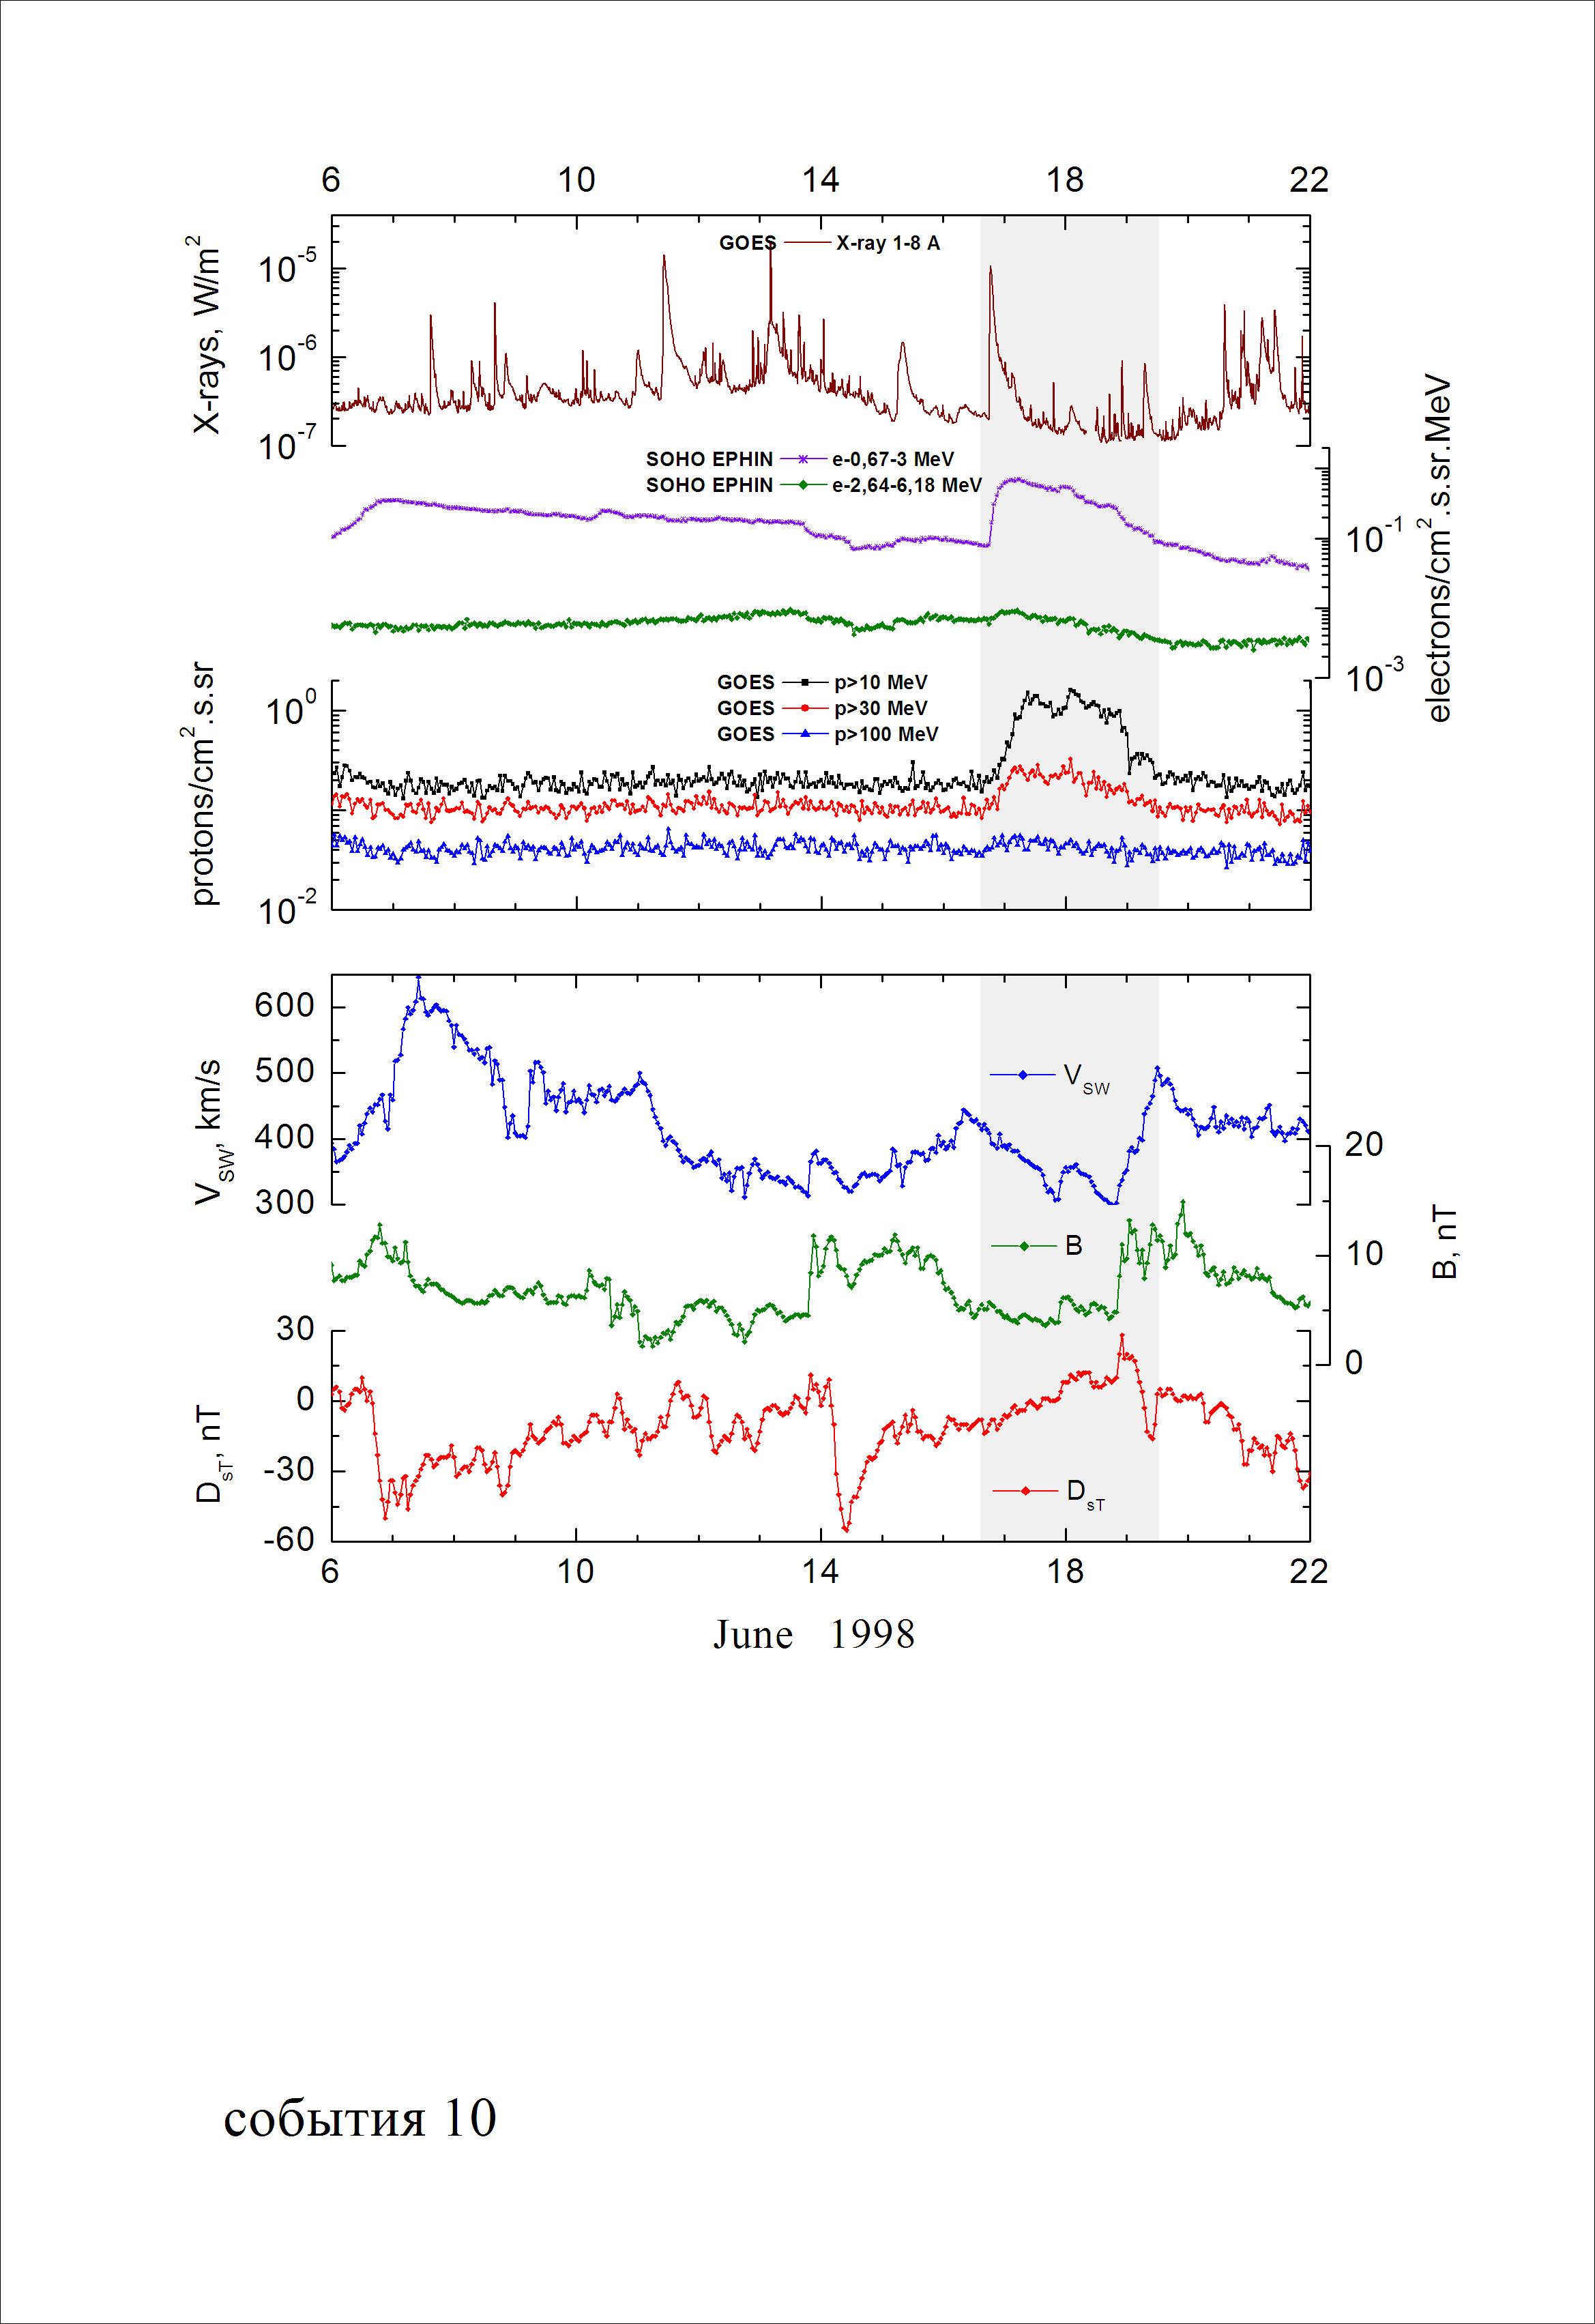 6 10 14 18 22
X-rays, W/m²
10⁻⁵
10⁻⁶
10⁻⁷
GOES X-ray 1-8 A
SOHO EPHIN e-0,67-3 MeV
SOHO EPHIN e-2,64-6,18 MeV
10⁻¹
10⁻³
electrons/cm².s.sr.MeV
protons/cm².s.sr
10⁰
10⁻²
GOES p>10 MeV
GOES p>30 MeV
GOES p>100 MeV
V_SW, km/s
600
500
400
300
V_SW
B
20
10
0
B, nT
D_sT, nT
30
0
-30
-60
D_sT
6 10 14 18 22
June 1998
события 10